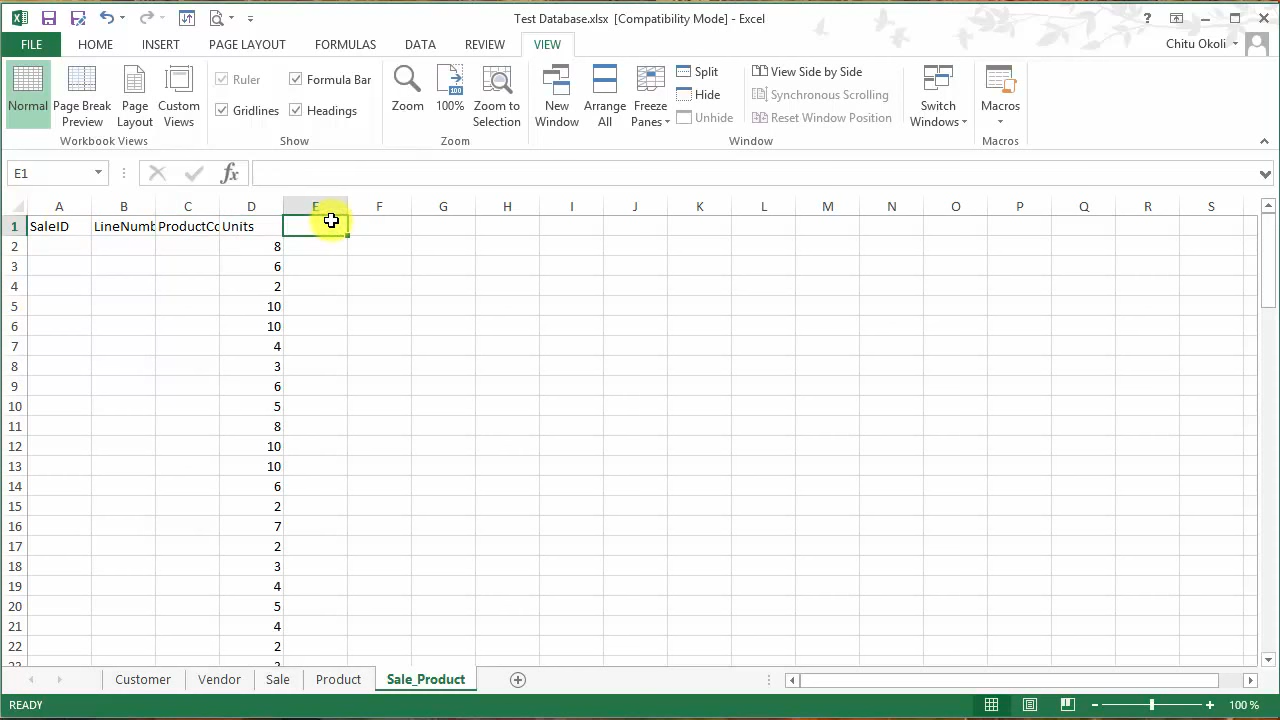 Test Database.xlsx [Compatibility Mode] - Excel
FILE HOME INSERT PAGE LAYOUT FORMULAS DATA REVIEW VIEW Chitu Okoli
Normal
Page Break Preview
Page Layout
Custom Views
Workbook Views
Ruler
Formula Bar
Gridlines
Headings
Show
Zoom
100%
Zoom to Selection
Zoom
New Window
Arrange All
Freeze Panes
Split
Hide
Unhide
View Side by Side
Synchronous Scrolling
Reset Window Position
Window
Switch Windows
Macros
Macros
E1
fx
A B C D E F G H I J K L M N O P Q R S
1 SaleID LineNumb ProductCo Units
2 8
3 6
4 2
5 10
6 10
7 4
8 3
9 6
10 5
11 8
12 10
13 10
14 6
15 2
16 7
17 2
18 3
19 4
20 5
21 4
22 2
Customer Vendor Sale Product Sale_Product
READY
100 %